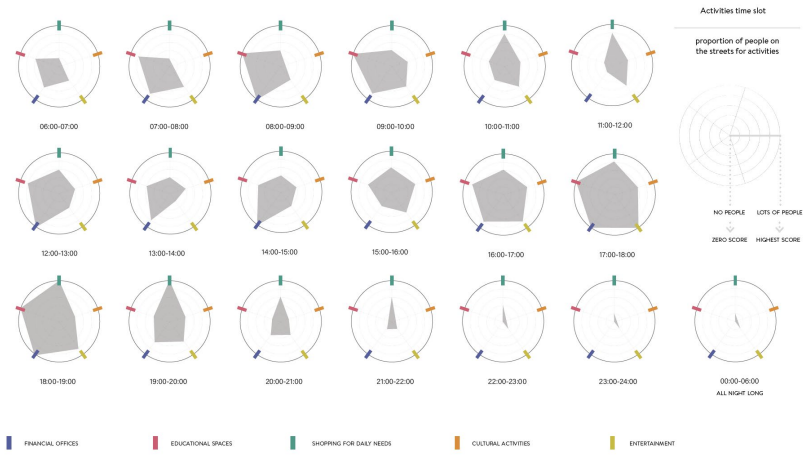 Activities time slot
proportion of people on
the streets for activities
06:00-07:00
07:00-08:00
08:00-09:00
09:00-10:00
10:00-11:00
11:00-12:00
NO PEOPLE
LOTS OF PEOPLE
ZERO SCORE
HIGHEST SCORE
12:00-13:00
13:00-14:00
14:00-15:00
15:00-16:00
16:00-17:00
17:00-18:00
18:00-19:00
19:00-20:00
20:00-21:00
21:00-22:00
22:00-23:00
23:00-24:00
00:00-06:00
ALL NIGHT LONG
FINANCIAL OFFICES
EDUCATIONAL SPACES
SHOPPING FOR DAILY NEEDS
CULTURAL ACTIVITIES
ENTERTAINMENT